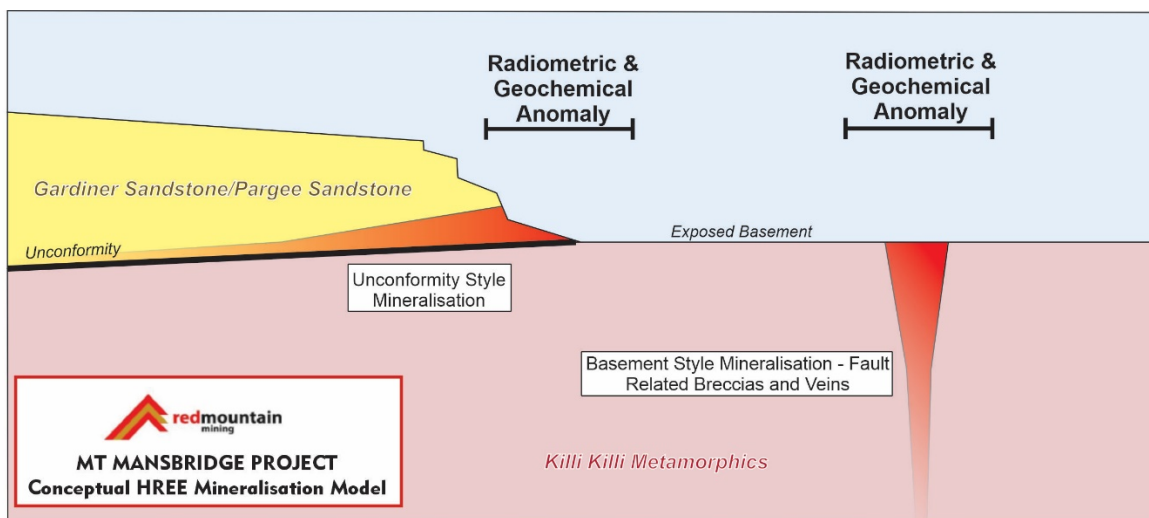 Radiometric &
Geochemical
Anomaly
Radiometric &
Geochemical
Anomaly
Gardiner Sandstone/Pargee Sandstone
Unconformity
Exposed Basement
Unconformity Style
Mineralisation
Basement Style Mineralisation - Fault
Related Breccias and Veins
Killi Killi Metamorphics
redmountain
mining
MT MANSBRIDGE PROJECT
Conceptual HREE Mineralisation Model